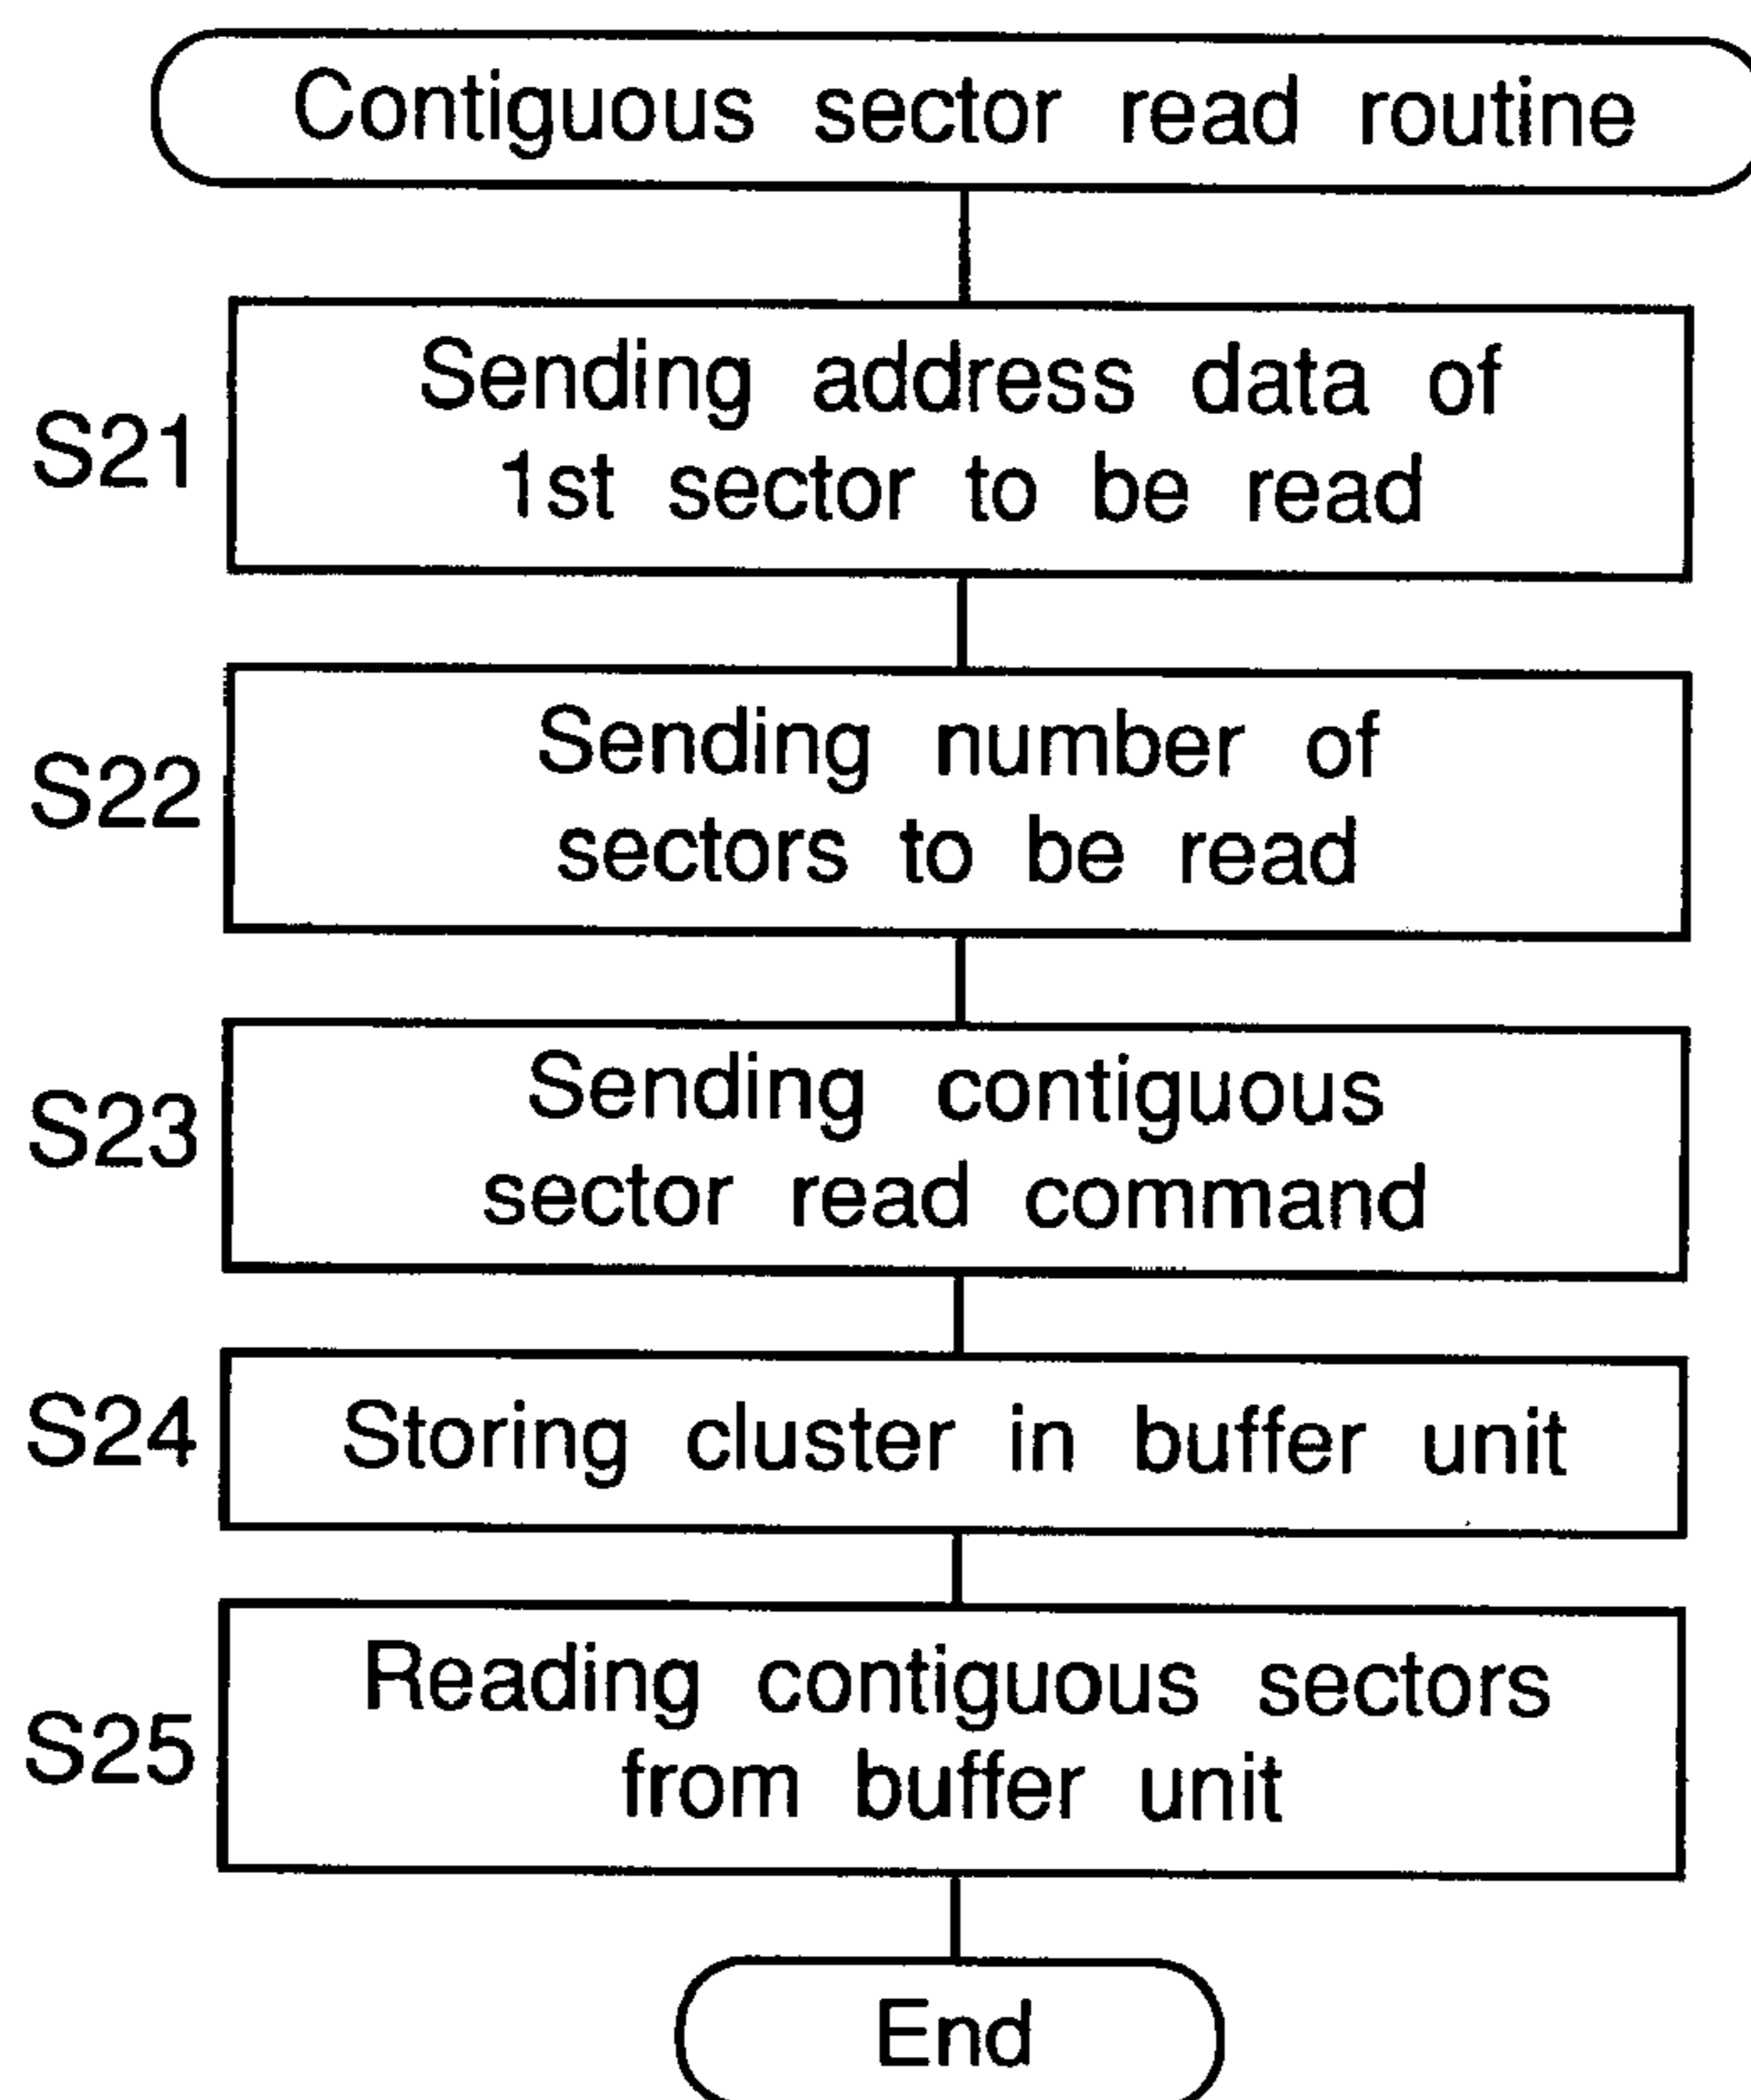 Contiguous sector read routine
S21
Sending address data of
1st sector to be read
S22
Sending number of
sectors to be read
S23
Sending contiguous
sector read command
S24
Storing cluster in buffer unit
S25
Reading contiguous sectors
from buffer unit
End